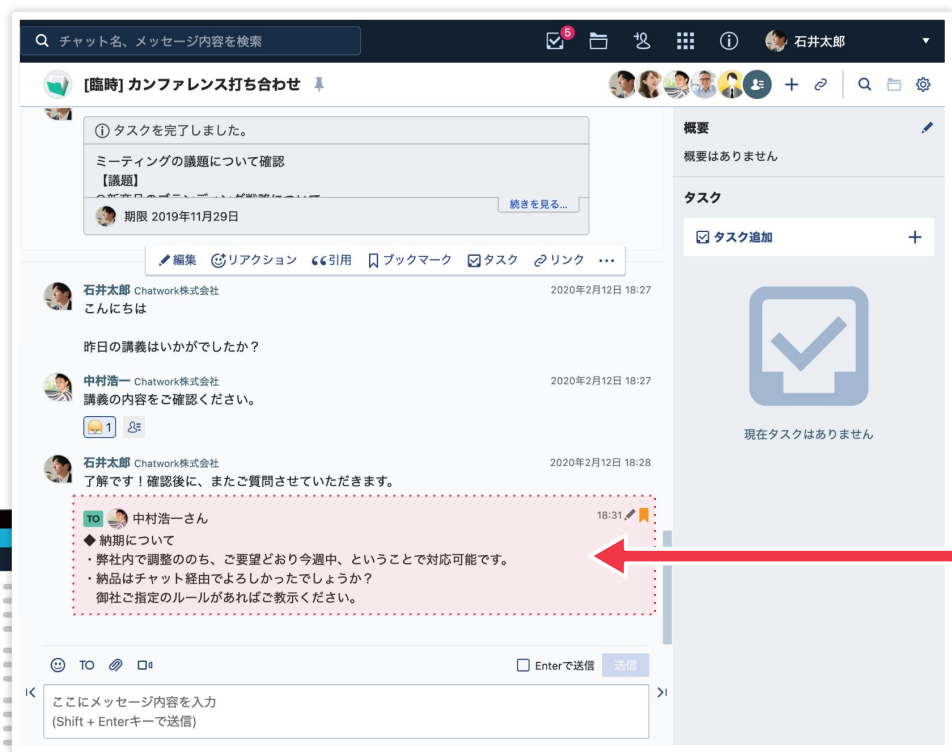 チャット名、メッセージ内容を検索
5
石井太郎
[臨時] カンファレンス打ち合わせ
タスクを完了しました。
ミーティングの議題について確認
【議題】
続きを見る...
期限 2019年11月29日
編集 リアクション 引用 ブックマーク タスク リンク ...
石井太郎 Chatwork株式会社 2020年2月12日 18:27
こんにちは
昨日の講義はいかがでしたか？
中村浩一 Chatwork株式会社 2020年2月12日 18:27
講義の内容をご確認ください。
1
石井太郎 Chatwork株式会社 2020年2月12日 18:28
了解です！確認後に、またご質問させていただきます。
TO 中村浩一さん 18:31
◆ 納期について
・弊社内で調整ののち、ご要望どおり今週中、ということで対応可能です。
・納品はチャット経由でよろしかったでしょうか？
御社ご指定のルールがあればご教示ください。
TO Enterで送信 送信
ここにメッセージ内容を入力
(Shift + Enterキーで送信)
概要
概要はありません
タスク
タスク追加
現在タスクはありません